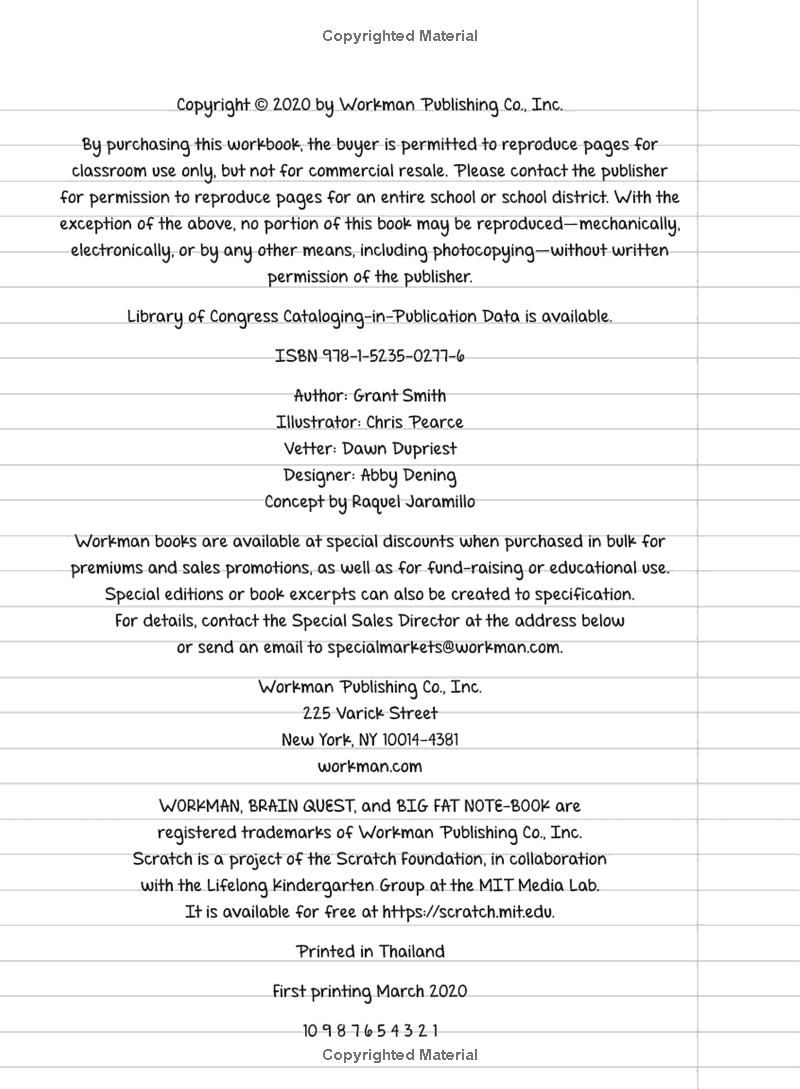 Copyrighted Material
Copyright © 2020 by Workman Publishing Co., Inc.
By purchasing this workbook, the buyer is permitted to reproduce pages for
classroom use only, but not for commercial resale. Please contact the publisher
for permission to reproduce pages for an entire school or school district. With the
exception of the above, no portion of this book may be reproduced—mechanically,
electronically, or by any other means, including photocopying—without written
permission of the publisher.
Library of Congress Cataloging-in-Publication Data is available.
ISBN 978-1-5235-0277-6
Author: Grant Smith
Illustrator: Chris Pearce
Vetter: Dawn Dupriest
Designer: Abby Dening
Concept by Raquel Jaramillo
Workman books are available at special discounts when purchased in bulk for
premiums and sales promotions, as well as for fund-raising or educational use.
Special editions or book excerpts can also be created to specification.
For details, contact the Special Sales Director at the address below
or send an email to specialmarkets@workman.com.
Workman Publishing Co., Inc.
225 Varick Street
New York, NY 10014-4381
workman.com
WORKMAN, BRAIN QUEST, and BIG FAT NOTE-BOOK are
registered trademarks of Workman Publishing Co., Inc.
Scratch is a project of the Scratch Foundation, in collaboration
with the Lifelong Kindergarten Group at the MIT Media Lab.
It is available for free at https://scratch.mit.edu.
Printed in Thailand
First printing March 2020
10 9 8 7 6 5 4 3 2 1
Copyrighted Material